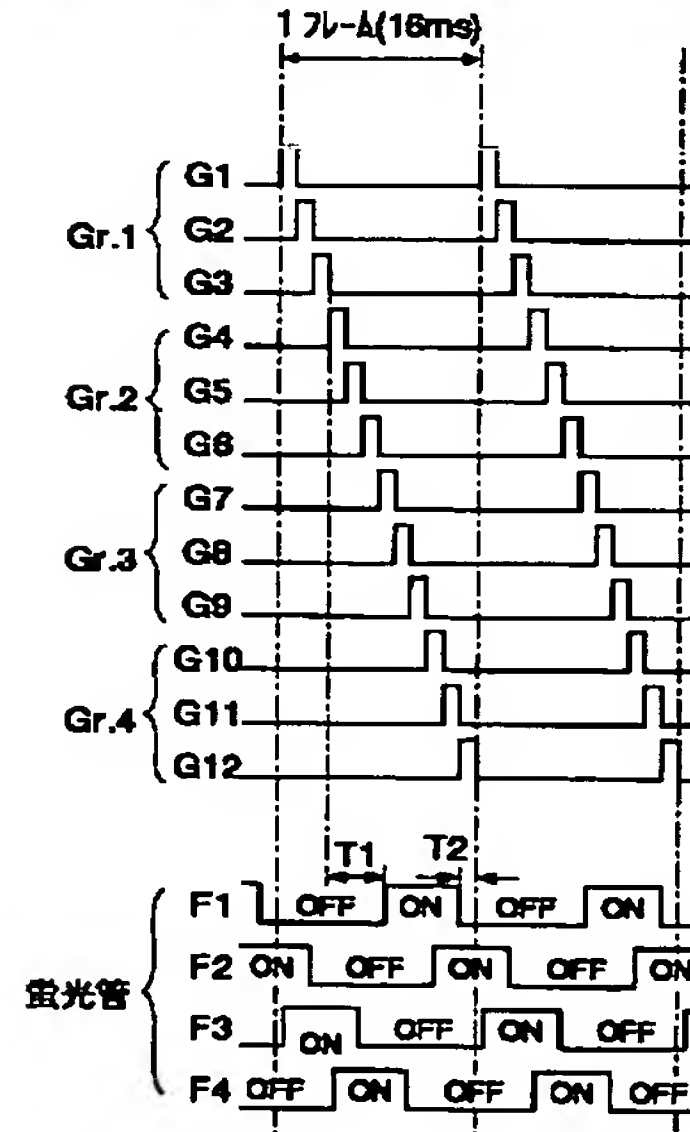 1 フレーム(16ms)
Gr.1
G1
G2
G3
Gr.2
G4
G5
G6
Gr.3
G7
G8
G9
Gr.4
G10
G11
G12
T1 T2
蛍光管
F1 OFF ON OFF ON
F2 ON OFF ON OFF ON
F3 ON OFF ON OFF
F4 OFF ON OFF ON OFF